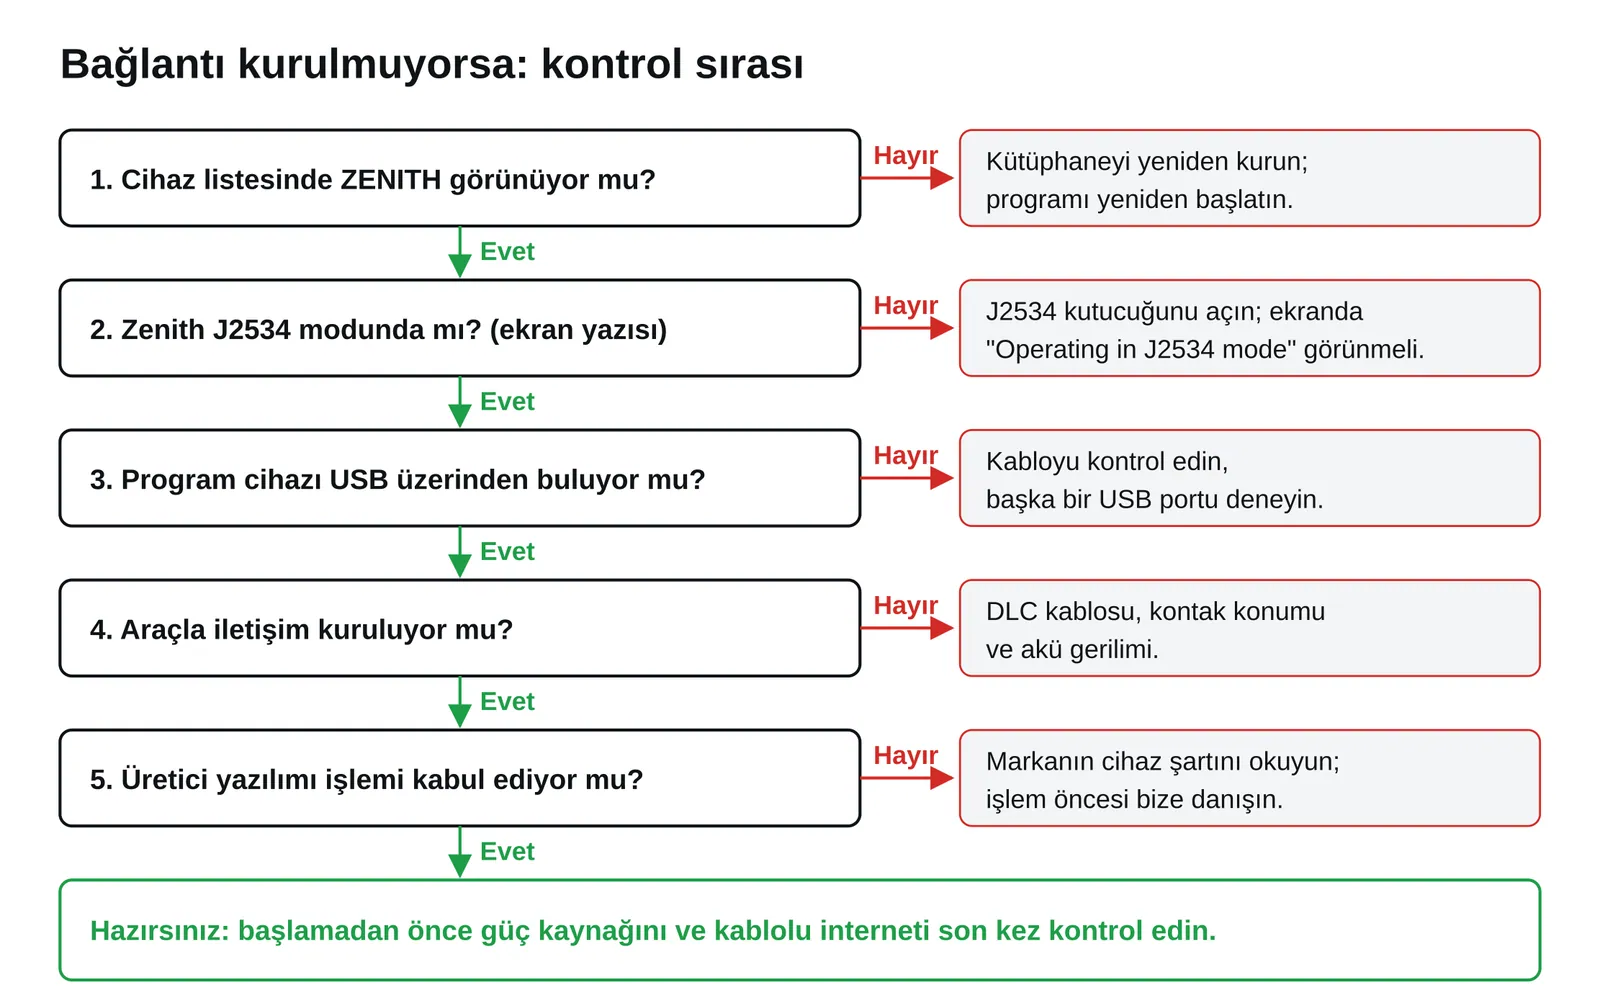 Bağlantı kurulmuyorsa: kontrol sırası
1. Cihaz listesinde ZENITH görünüyor mu?
Hayır
Kütüphaneyi yeniden kurun;
programı yeniden başlatın.
Evet
2. Zenith J2534 modunda mı? (ekran yazısı)
Hayır
J2534 kutucuğunu açın; ekranda
"Operating in J2534 mode" görünmeli.
Evet
3. Program cihazı USB üzerinden buluyor mu?
Hayır
Kabloyu kontrol edin,
başka bir USB portu deneyin.
Evet
4. Araçla iletişim kuruluyor mu?
Hayır
DLC kablosu, kontak konumu
ve akü gerilimi.
Evet
5. Üretici yazılımı işlemi kabul ediyor mu?
Hayır
Markanın cihaz şartını okuyun;
işlem öncesi bize danışın.
Evet
Hazırsınız: başlamadan önce güç kaynağını ve kablolu interneti son kez kontrol edin.